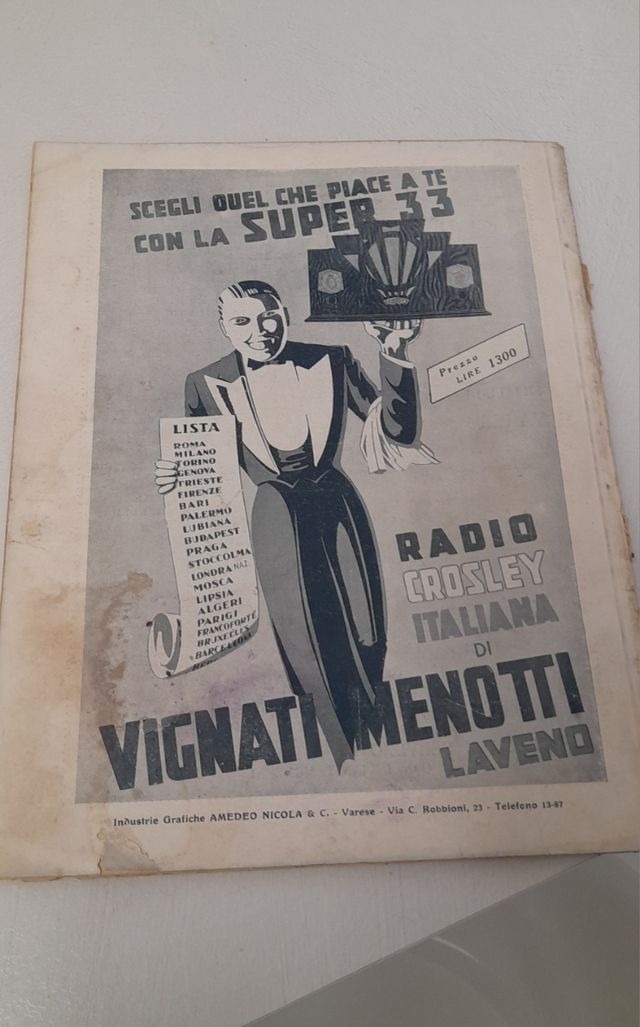 SCEGLI QUEL CHE PIACE A TE
CON LA SUPER 33
Prezzo
LIRE 1300
LISTA
ROMA
MILANO
TORINO
GENOVA
TRIESTE
FIRENZE
BARI
PALERMO
LUBIANA
BUDAPEST
PRAGA
STOCCOLMA
LONDRA NAZ.
MOSCA
LIPSIA
ALGERI
PARIGI
FRANCOFORTE
BRUXELLES
BARCELLONA
RADIO
CROSLEY
ITALIANA
DI
VIGNATI MENOTTI
LAVENO
Industrie Grafiche AMEDEO NICOLA & C. - Varese - Via C. Robbioni, 23 - Telefono 13-87